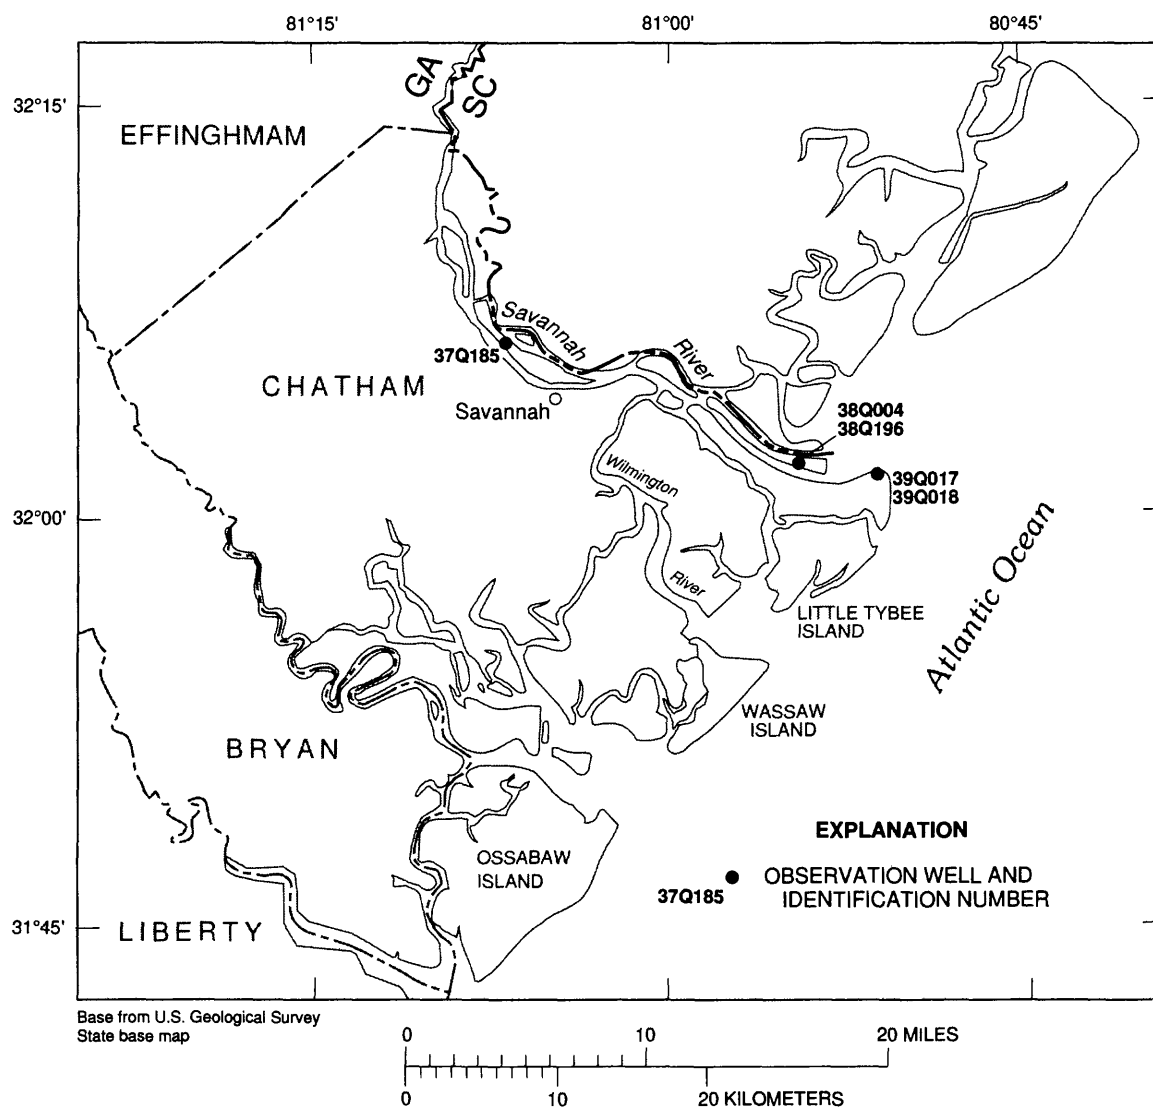 81°15' 81°00' 80°45'
32°15'
GA
SC
EFFINGHMAM
Savannah
River
37Q185
CHATHAM
Savannah
38Q004
38Q196
Wilmington
39Q017
39Q018
32°00'
River
Atlantic Ocean
LITTLE TYBEE
ISLAND
WASSAW
ISLAND
BRYAN
EXPLANATION
OSSABAW
ISLAND
OBSERVATION WELL AND
IDENTIFICATION NUMBER
37Q185
31°45'
LIBERTY
Base from U.S. Geological Survey
State base map
0 10 20 MILES
0 10 20 KILOMETERS